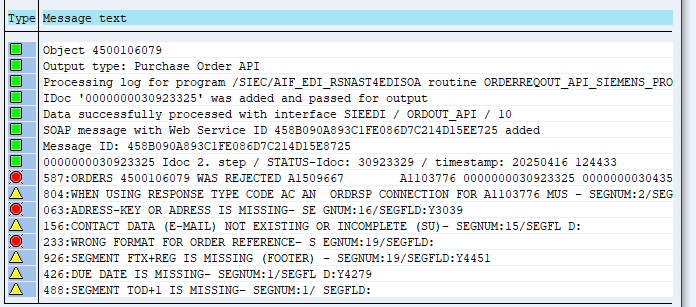 Type Message text
Object 4500106079
Output type: Purchase Order API
Processing log for program /SIEC/AIF_EDI_RSNAST4EDISOA routine ORDERREQOUT_API_SIEMENS_PRO
IDoc '0000000030923325' was added and passed for output
Data successfully processed with interface SIEEDI / ORDOUT_API / 10
SOAP message with Web Service ID 458B090A893C1FE086D7C214D15EE725 added
Message ID: 458B090A893C1FE086D7C214D15E8725
0000000030923325 Idoc 2. step / STATUS-Idoc: 30923329 / timestamp: 20250416 124433
587:ORDERS 4500106079 WAS REJECTED A1509667 A1103776 0000000030923325 000000030435
804:WHEN USING RESPONSE TYPE CODE AC AN ORDRSP CONNECTION FOR A1103776 MUS - SEGNUM:2/SEG
063:ADRESS-KEY OR ADRESS IS MISSING- SE GNUM:16/SEGFLD:Y3039
156:CONTACT DATA (E-MAIL) NOT EXISTING OR INCOMPLETE (SU)- SEGNUM:15/SEGFL D:
233:WRONG FORMAT FOR ORDER REFERENCE- S EGNUM:19/SEGFLD:
926:SEGMENT FTX+REG IS MISSING (FOOTER) - SEGNUM:19/SEGFLD:Y4451
426:DUE DATE IS MISSING- SEGNUM:1/SEGFL D:Y4279
488:SEGMENT TOD+1 IS MISSING- SEGNUM:1/ SEGFLD: